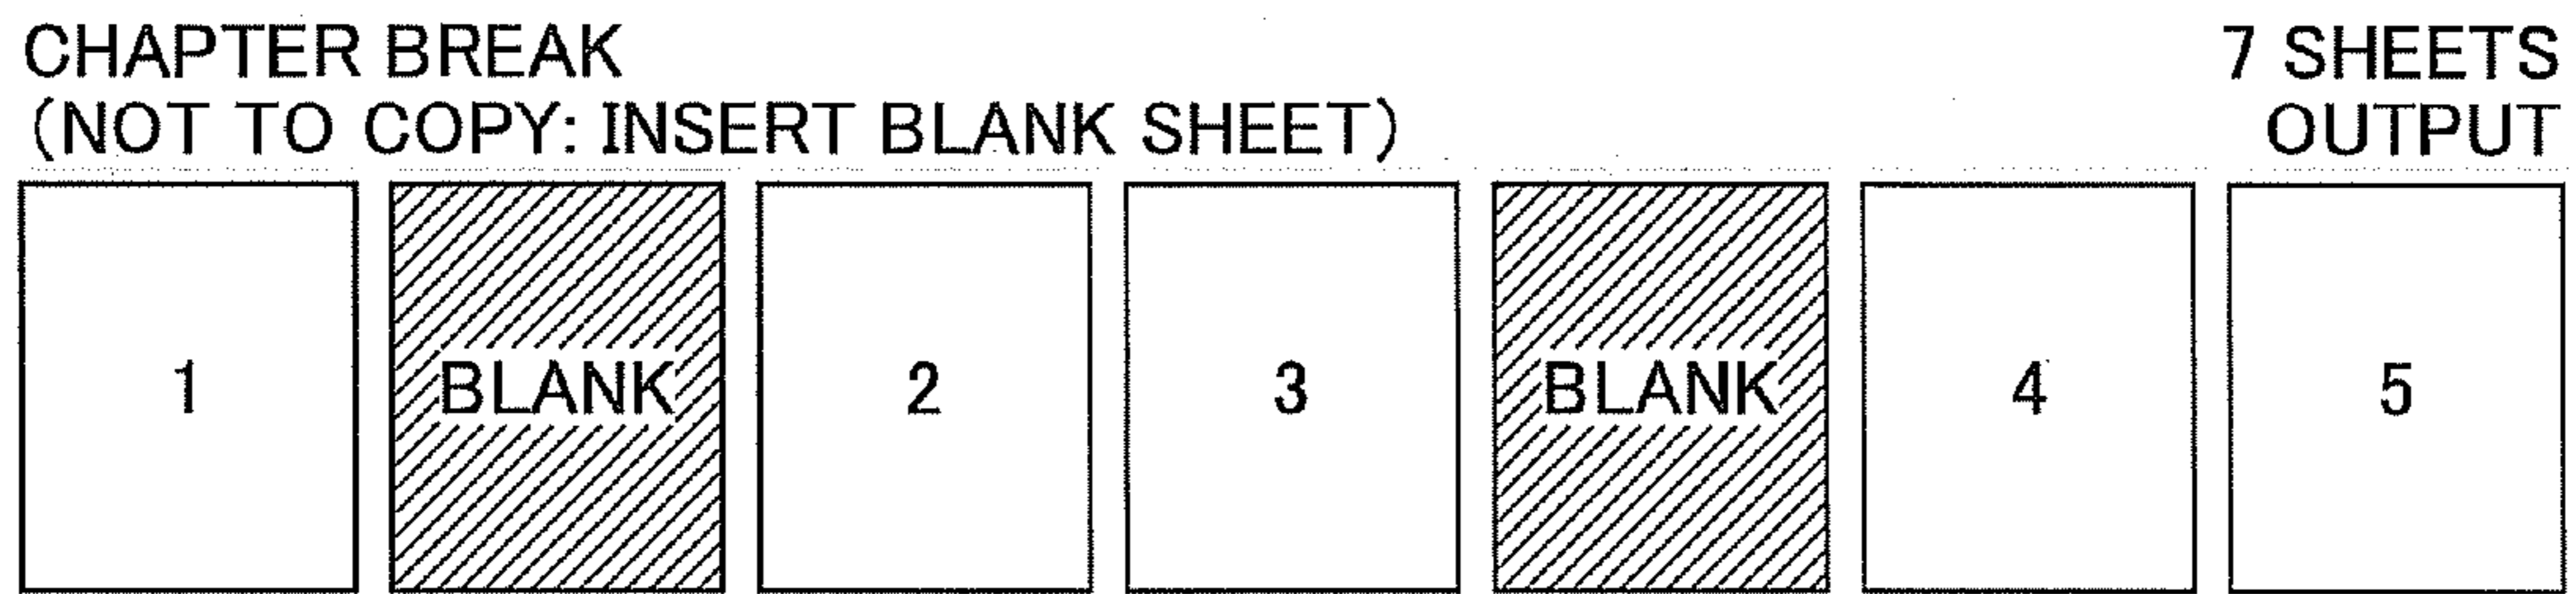 CHAPTER BREAK
(NOT TO COPY: INSERT BLANK SHEET)
7 SHEETS
OUTPUT
1
BLANK
2
3
BLANK
4
5